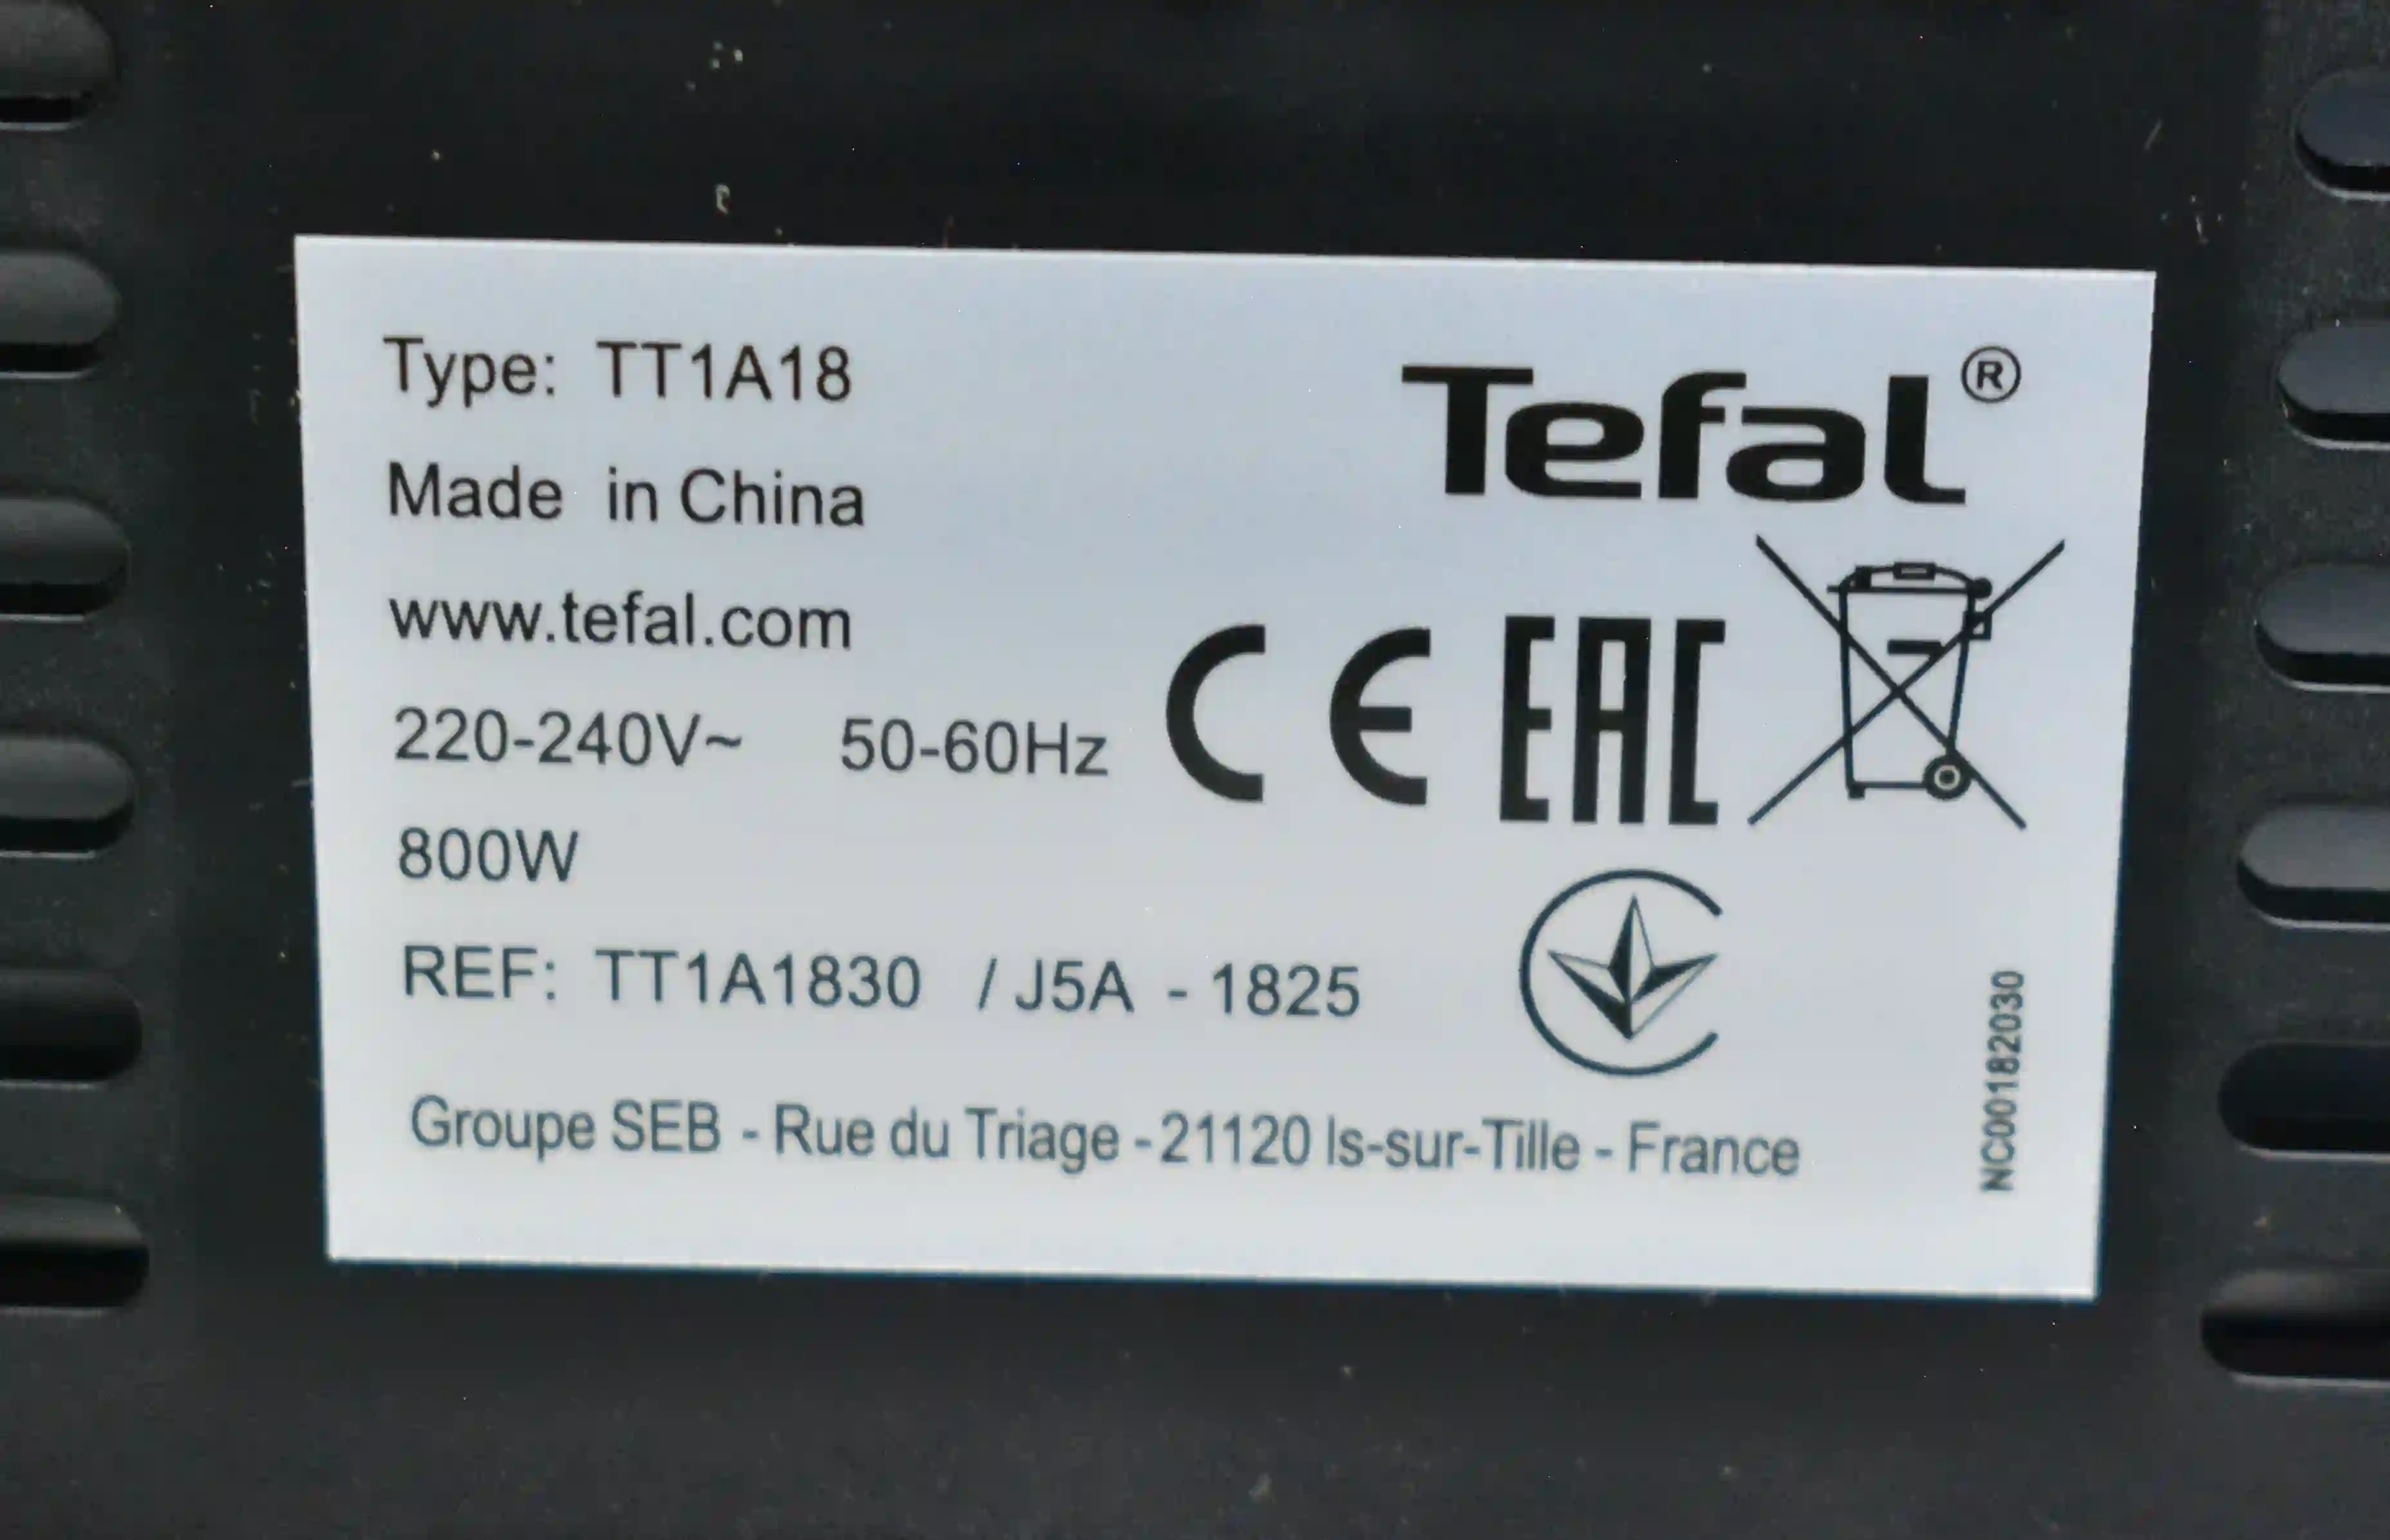 Type: TT1A18
Tefal®
Made in China
www.tefal.com
220-240V~ 50-60Hz
CE EAC
800W
REF: TT1A1830 / J5A - 1825
Groupe SEB - Rue du Triage - 21120 Is-sur-Tille - France
NC00182030